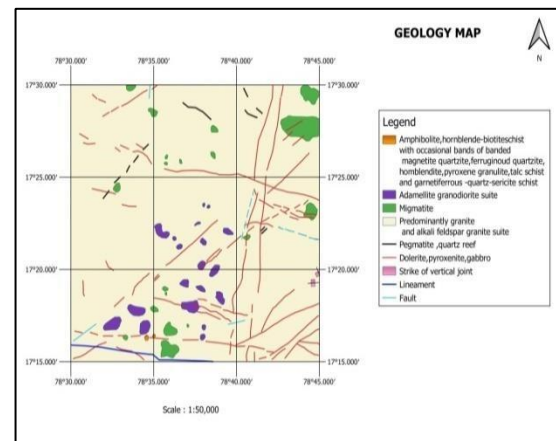 GEOLOGY MAP
N
78°30.000' 78°35.000' 78°40.000' 78°45.000'
17°30.000' 17°30.000'
17°25.000' 17°25.000'
17°20.000' 17°20.000'
17°15.000' 17°15.000'
78°30.000' 78°35.000' 78°40.000' 78°45.000'
Scale : 1:50,000
Legend
Amphibolite,hornblende-biotiteschist
with occasional bands of banded
magnetite quartzite, ferruginoud quartzite,
homblendite,pyroxene granulite,talc schist
and garnetiferrous -quartz-sericite schist
Adamellite granodiorite suite
Migmatite
Predominantly granite
and alkali feldspar granite suite
Pegmatite ,quartz reef
Dolerite,pyroxenite,gabbro
Strike of vertical joint
Lineament
Fault